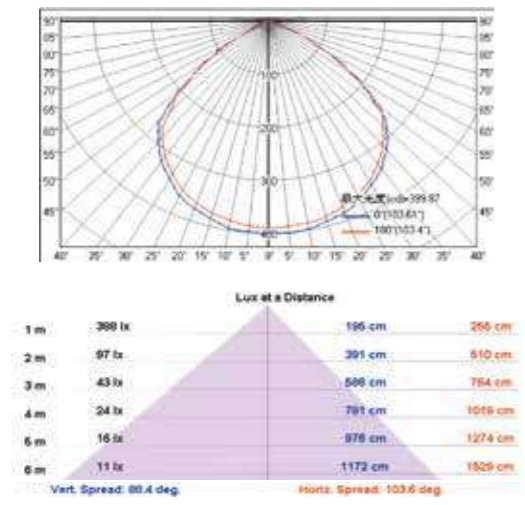 90° 90°
85° 85°
75° 75°
100
70° 70°
65° 65°
200
60° 60°
55° 55°
300
50° 50°
最大光度(cd)=399.97
0°(103.61°)
45° 45°
180°(103.4°)
400
40° 35° 30° 25° 20° 15° 10° 5° 0° 5° 10° 15° 20° 25° 30° 35° 40°
Lux at a Distance
1 m 388 lx 195 cm 255 cm
2 m 97 lx 391 cm 510 cm
3 m 43 lx 586 cm 764 cm
4 m 24 lx 781 cm 1019 cm
5 m 16 lx 976 cm 1274 cm
6 m 11 lx 1172 cm 1529 cm
Vert. Spread: 88.4 deg. Horiz. Spread: 103.6 deg.